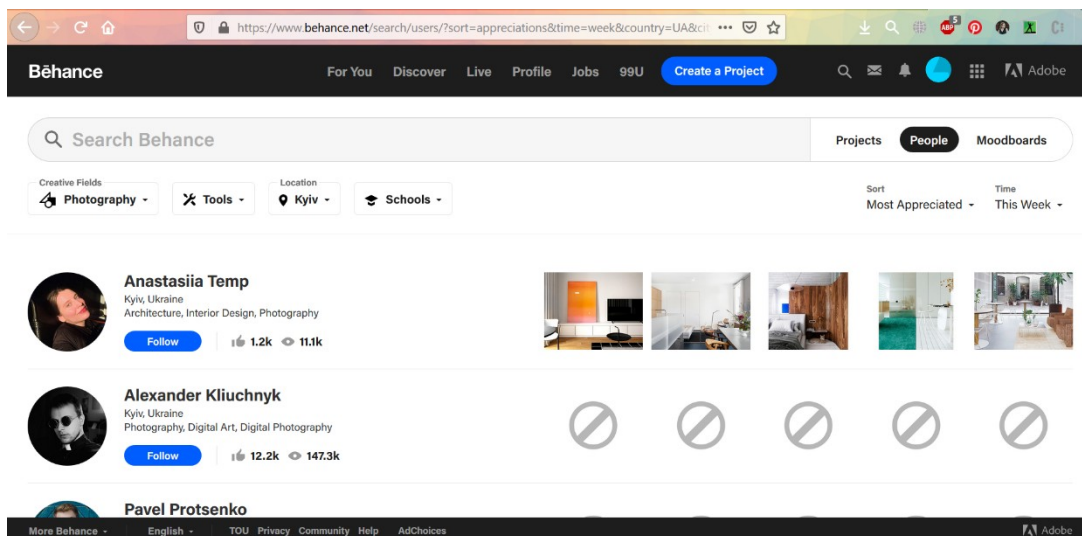 https://www.behance.net/search/users/?sort=appreciations&time=week&country=UA&cit
ABP 5
Bēhance
For You Discover Live Profile Jobs 99U Create a Project Adobe
Search Behance
Projects People Moodboards
Creative Fields
Photography
Tools
Location
Kyiv
Schools
Sort
Most Appreciated
Time
This Week
Anastasiia Temp
Kyiv, Ukraine
Architecture, Interior Design, Photography
Follow 1.2k 11.1k
Alexander Kliuchnyk
Kyiv, Ukraine
Photography, Digital Art, Digital Photography
Follow 12.2k 147.3k
Pavel Protsenko
More Behance English TOU Privacy Community Help AdChoices Adobe